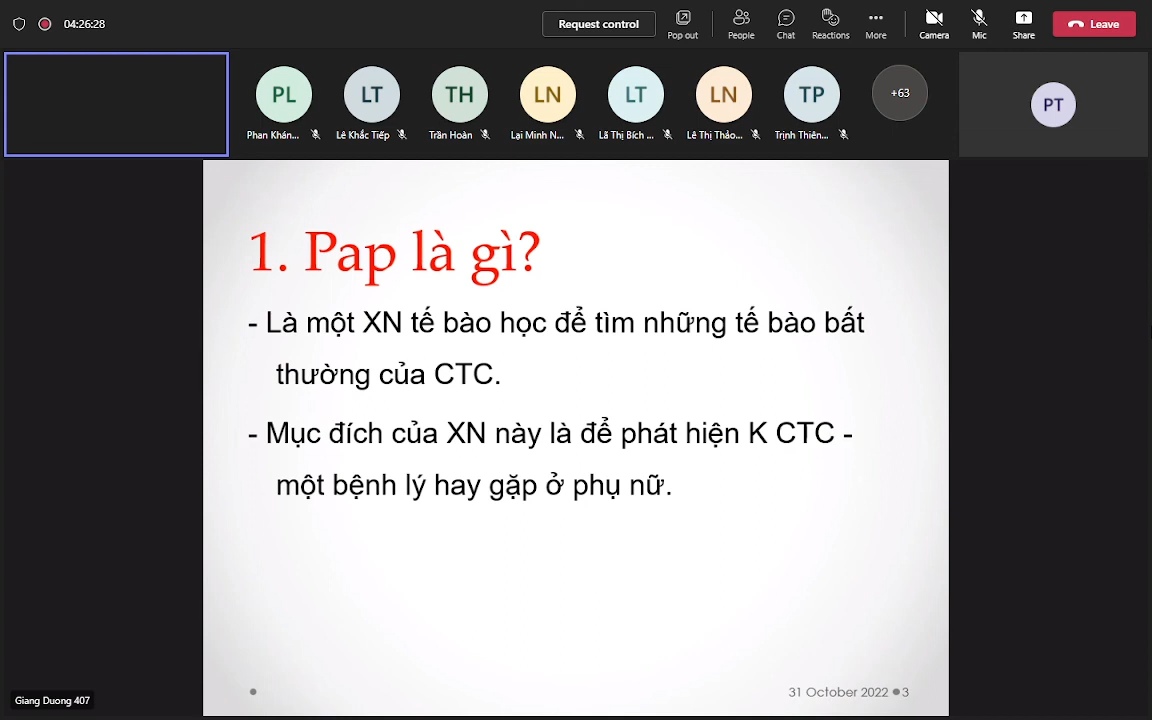 04:26:28
Request control
Pop out
People
Chat
Reactions
More
Camera
Mic
Share
Leave
PL
LT
TH
LN
LT
LN
TP
+63
PT
Phan Khán...
Lê Khắc Tiếp
Trần Hoàn
Lại Minh N...
Lã Thị Bích ...
Lê Thị Thảo...
Trịnh Thiên...
1. Pap là gì?
- Là một XN tế bào học để tìm những tế bào bất
thường của CTC.
- Mục đích của XN này là để phát hiện K CTC -
một bệnh lý hay gặp ở phụ nữ.
31 October 2022 ●3
Giang Duong 407